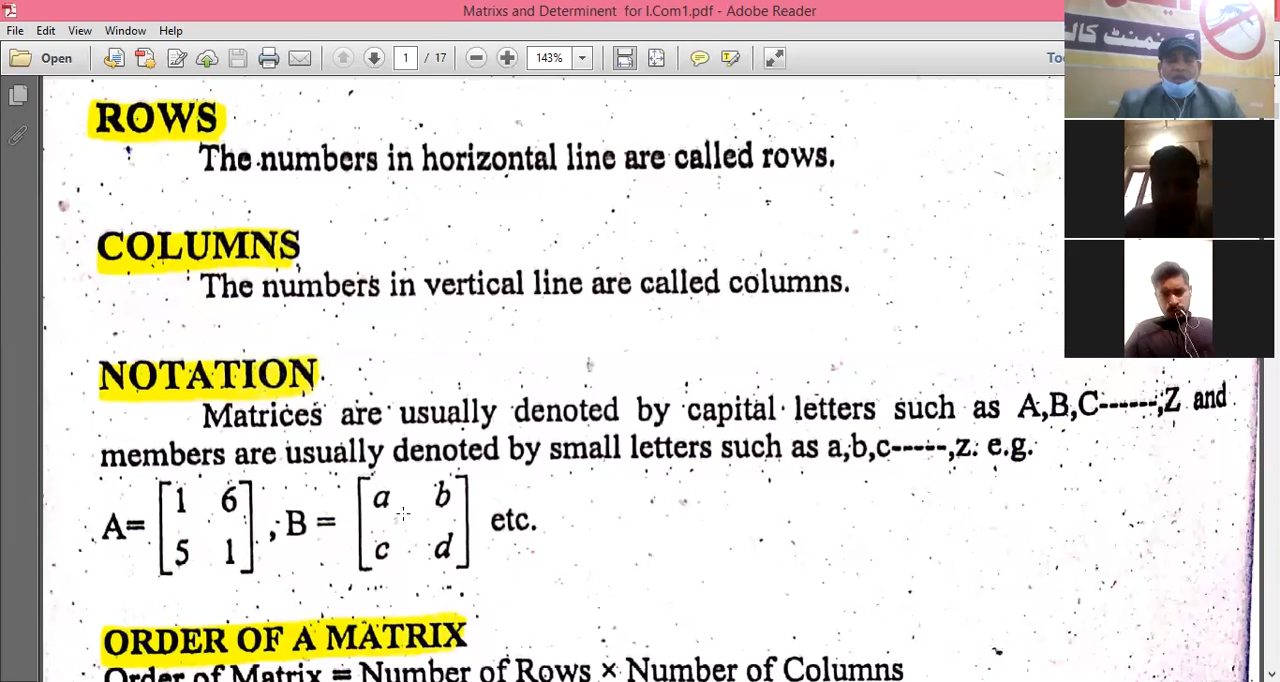 Matrixs and Determinent for I.Com1.pdf - Adobe Reader
File Edit View Window Help
Open 1 / 17 143%
ROWS
The numbers in horizontal line are called rows.
COLUMNS
The numbers in vertical line are called columns.
NOTATION
Matrices are usually denoted by capital letters such as A,B,C------,Z and
members are usually denoted by small letters such as a,b,c-----,z. e.g.
A= [1 6
5 1] , B = [a b
c d] etc.
ORDER OF A MATRIX
Order of Matrix = Number of Rows × Number of Columns